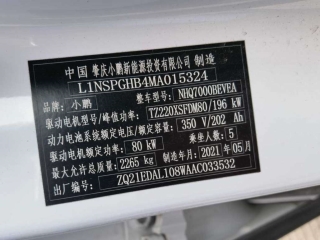 中国 肇庆小鹏新能源投资有限公司 制造
L1NSPGHB4MA015324
品牌：小鹏 整车型号：NHQ7000BEVEA
驱动电机型号/峰值功率：TZ220XSFDM80/196 kW
动力电池系统额定电压/额定容量：350 V/202 Ah
驱动电机额定功率：80 kW 乘坐人数：5
最大允许总质量：2265 kg 制造年月：2021年05月
出厂编号：ZQ21EDAL108WAAC033532